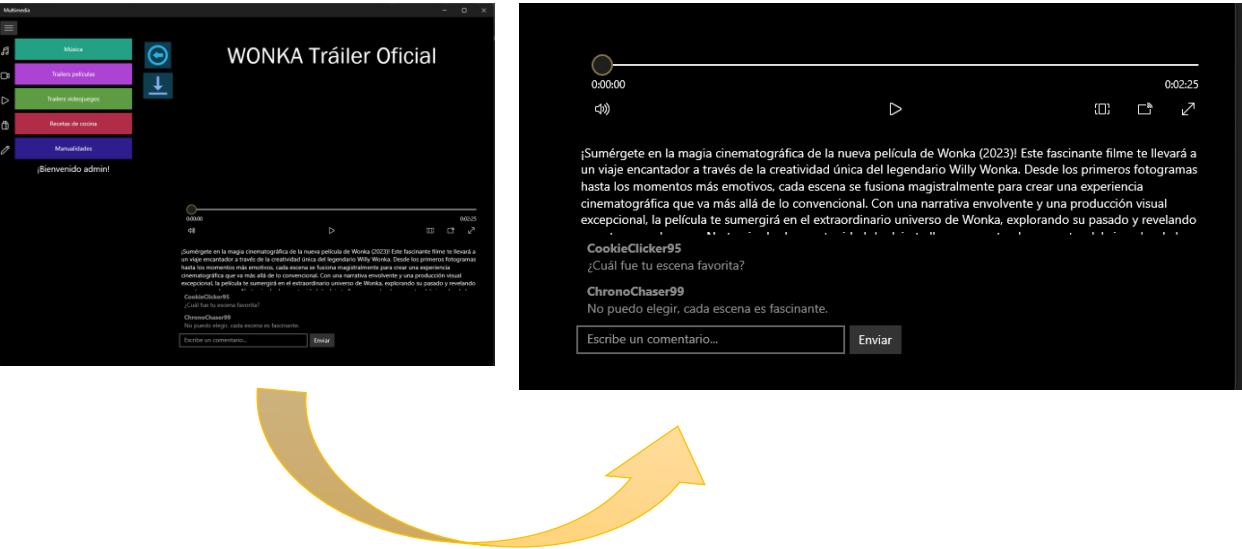 Multimedia
Música
Trailers películas
Trailers videojuegos
Recetas de cocina
Manualidades
¡Bienvenido admin!
WONKA Tráiler Oficial
0:00:00
0:02:25
¡Sumérgete en la magia cinematográfica de la nueva película de Wonka (2023)! Este fascinante filme te llevará a
un viaje encantador a través de la creatividad única del legendario Willy Wonka. Desde los primeros fotogramas
hasta los momentos más emotivos, cada escena se fusiona magistralmente para crear una experiencia
cinematográfica que va más allá de lo convencional. Con una narrativa envolvente y una producción visual
excepcional, la película te sumergirá en el extraordinario universo de Wonka, explorando su pasado y revelando
CookieClicker95
¿Cuál fue tu escena favorita?
ChronoChaser99
No puedo elegir, cada escena es fascinante.
Escribe un comentario...
Enviar
0:00:00
0:02:25
¡Sumérgete en la magia cinematográfica de la nueva película de Wonka (2023)! Este fascinante filme te llevará a
un viaje encantador a través de la creatividad única del legendario Willy Wonka. Desde los primeros fotogramas
hasta los momentos más emotivos, cada escena se fusiona magistralmente para crear una experiencia
cinematográfica que va más allá de lo convencional. Con una narrativa envolvente y una producción visual
excepcional, la película te sumergirá en el extraordinario universo de Wonka, explorando su pasado y revelando
CookieClicker95
¿Cuál fue tu escena favorita?
ChronoChaser99
No puedo elegir, cada escena es fascinante.
Escribe un comentario...
Enviar